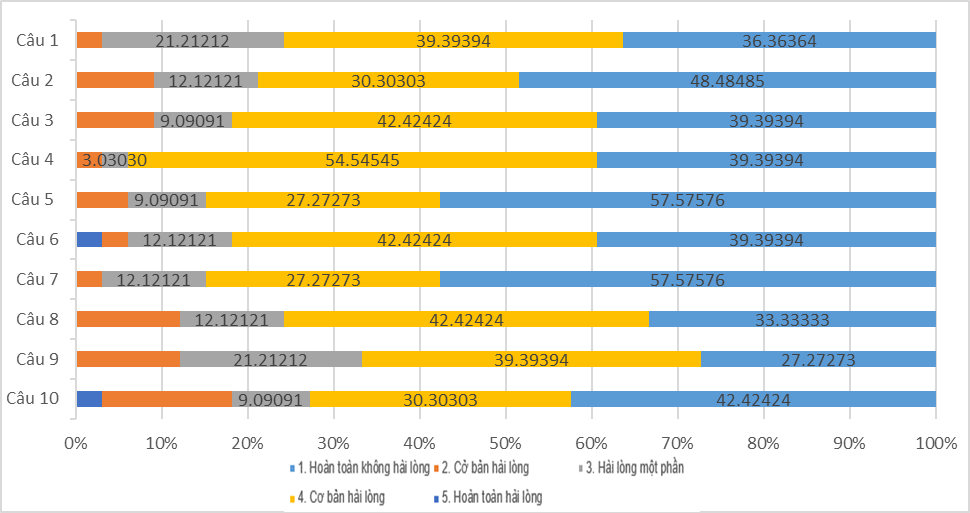 Câu 1 21.21212 39.39394 36.36364
Câu 2 12.12121 30.30303 48.48485
Câu 3 9.09091 42.42424 39.39394
Câu 4 3.03030 54.54545 39.39394
Câu 5 9.09091 27.27273 57.57576
Câu 6 12.12121 42.42424 39.39394
Câu 7 12.12121 27.27273 57.57576
Câu 8 12.12121 42.42424 33.33333
Câu 9 21.21212 39.39394 27.27273
Câu 10 9.09091 30.30303 42.42424
0% 10% 20% 30% 40% 50% 60% 70% 80% 90% 100%
1. Hoàn toàn không hài lòng 2. Cở bản hài lòng 3. Hài lòng một phần
4. Cơ bản hài lòng 5. Hoàn toàn hài lòng